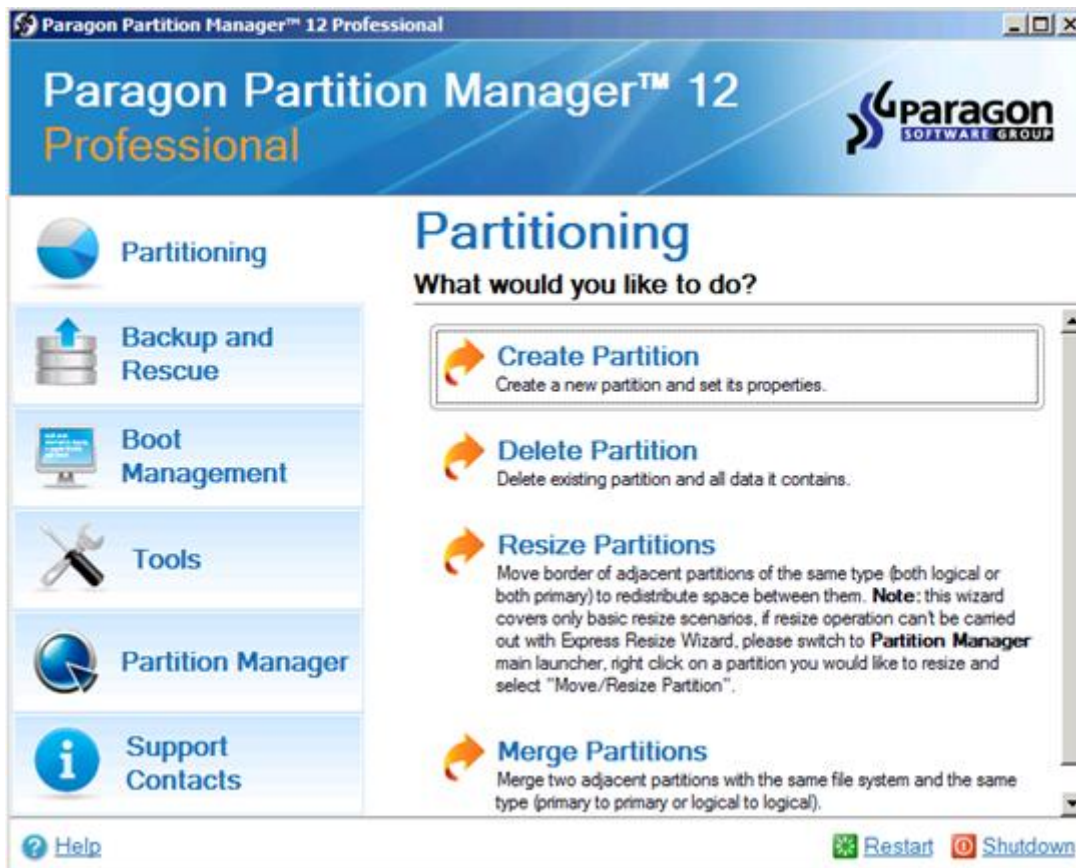 Paragon Partition Manager™ 12 Professional
Paragon Partition Manager™ 12
Professional
Paragon
SOFTWARE GROUP
Partitioning
Backup and
Rescue
Boot
Management
Tools
Partition Manager
Support
Contacts
Partitioning
What would you like to do?
Create Partition
Create a new partition and set its properties.
Delete Partition
Delete existing partition and all data it contains.
Resize Partitions
Move border of adjacent partitions of the same type (both logical or
both primary) to redistribute space between them. Note: this wizard
covers only basic resize scenarios, if resize operation can't be carried
out with Express Resize Wizard, please switch to Partition Manager
main launcher, right click on a partition you would like to resize and
select "Move/Resize Partition".
Merge Partitions
Merge two adjacent partitions with the same file system and the same
type (primary to primary or logical to logical).
Help
Restart
Shutdown